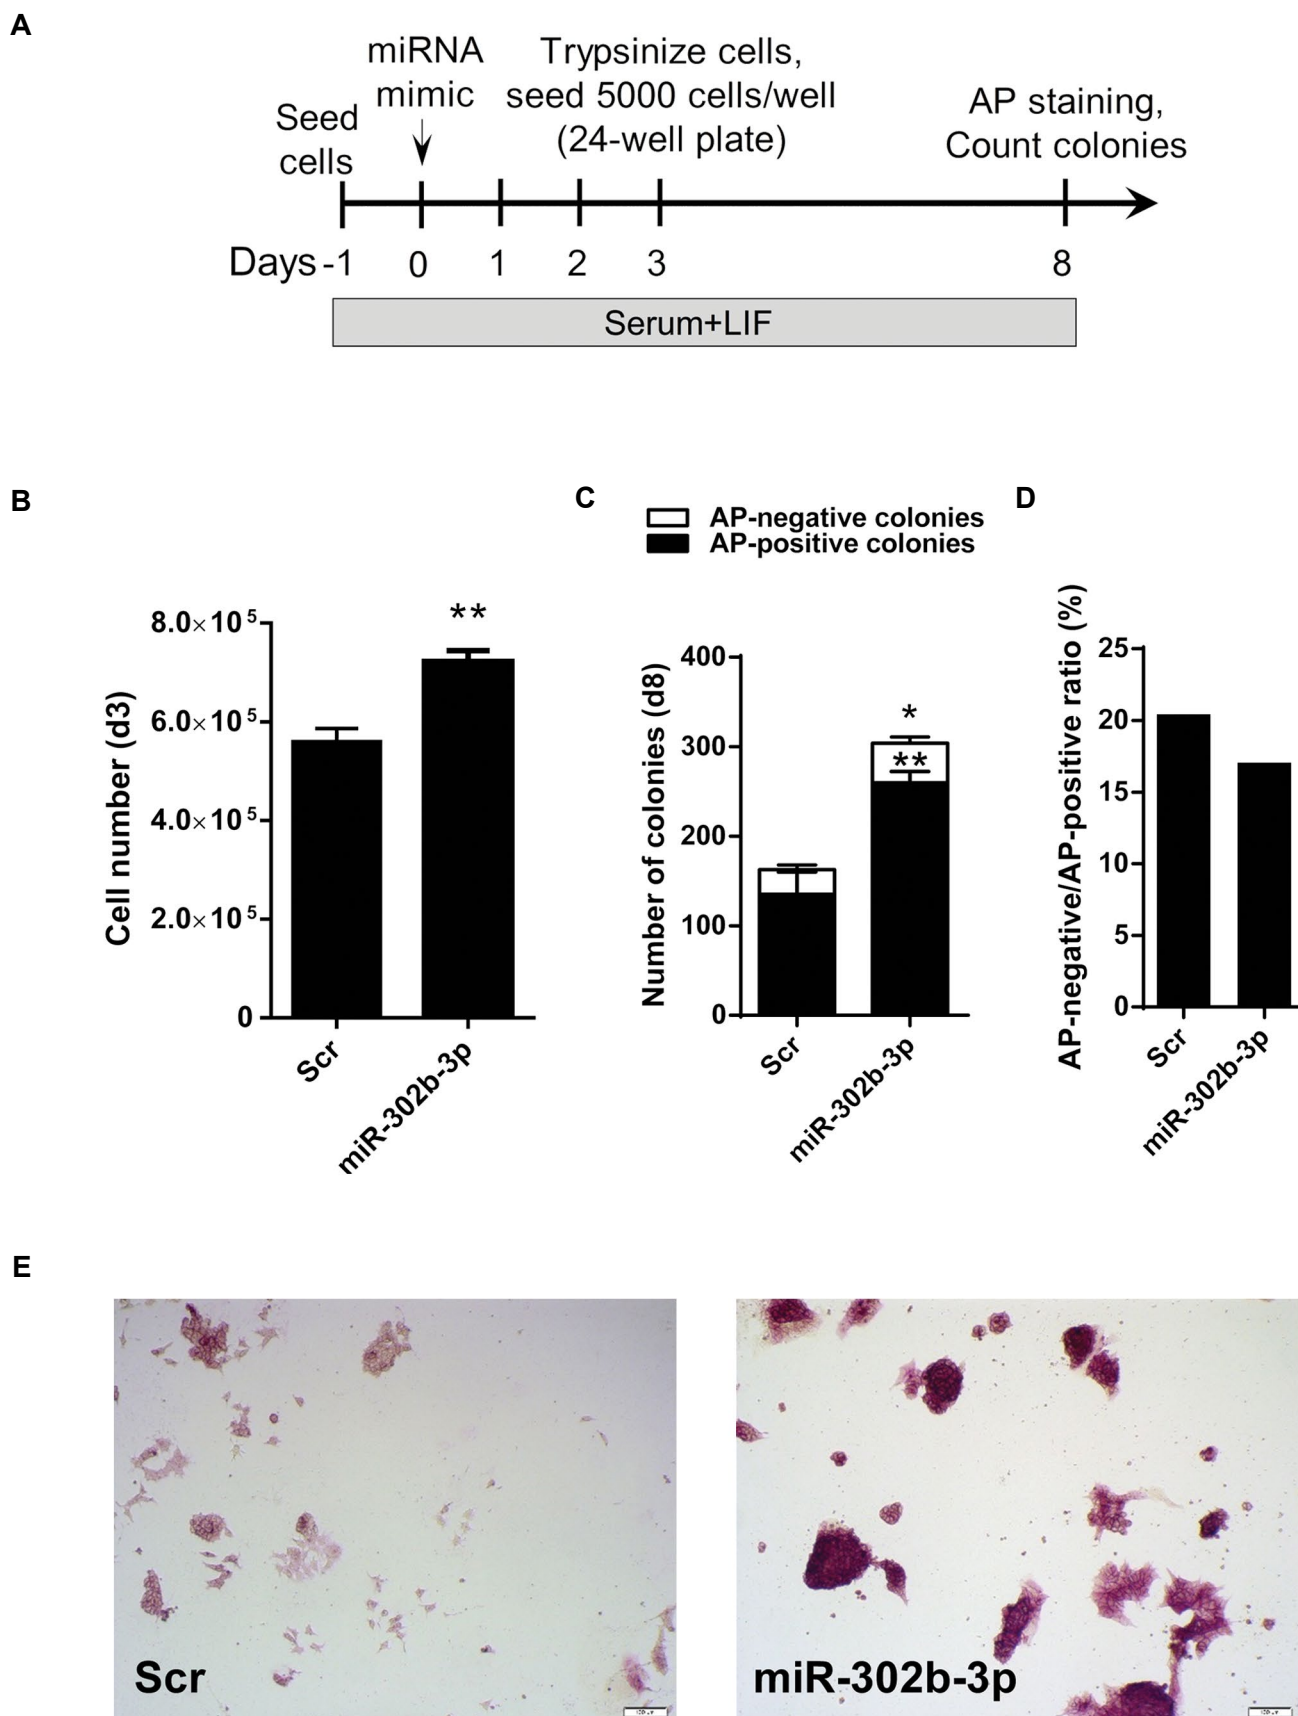 A
Seed
cells
miRNA
mimic
Trypsinize cells,
seed 5000 cells/well
(24-well plate)
AP staining,
Count colonies
Days -1 0 1 2 3 8
Serum+LIF
B
Cell number (d3)
8.0×10⁵
6.0×10⁵
4.0×10⁵
2.0×10⁵
0
**
Scr
miR-302b-3p
C
AP-negative colonies
AP-positive colonies
Number of colonies (d8)
400
300
200
100
0
*
**
Scr
miR-302b-3p
D
AP-negative/AP-positive ratio (%)
25
20
15
10
5
0
Scr
miR-302b-3p
E
Scr
miR-302b-3p